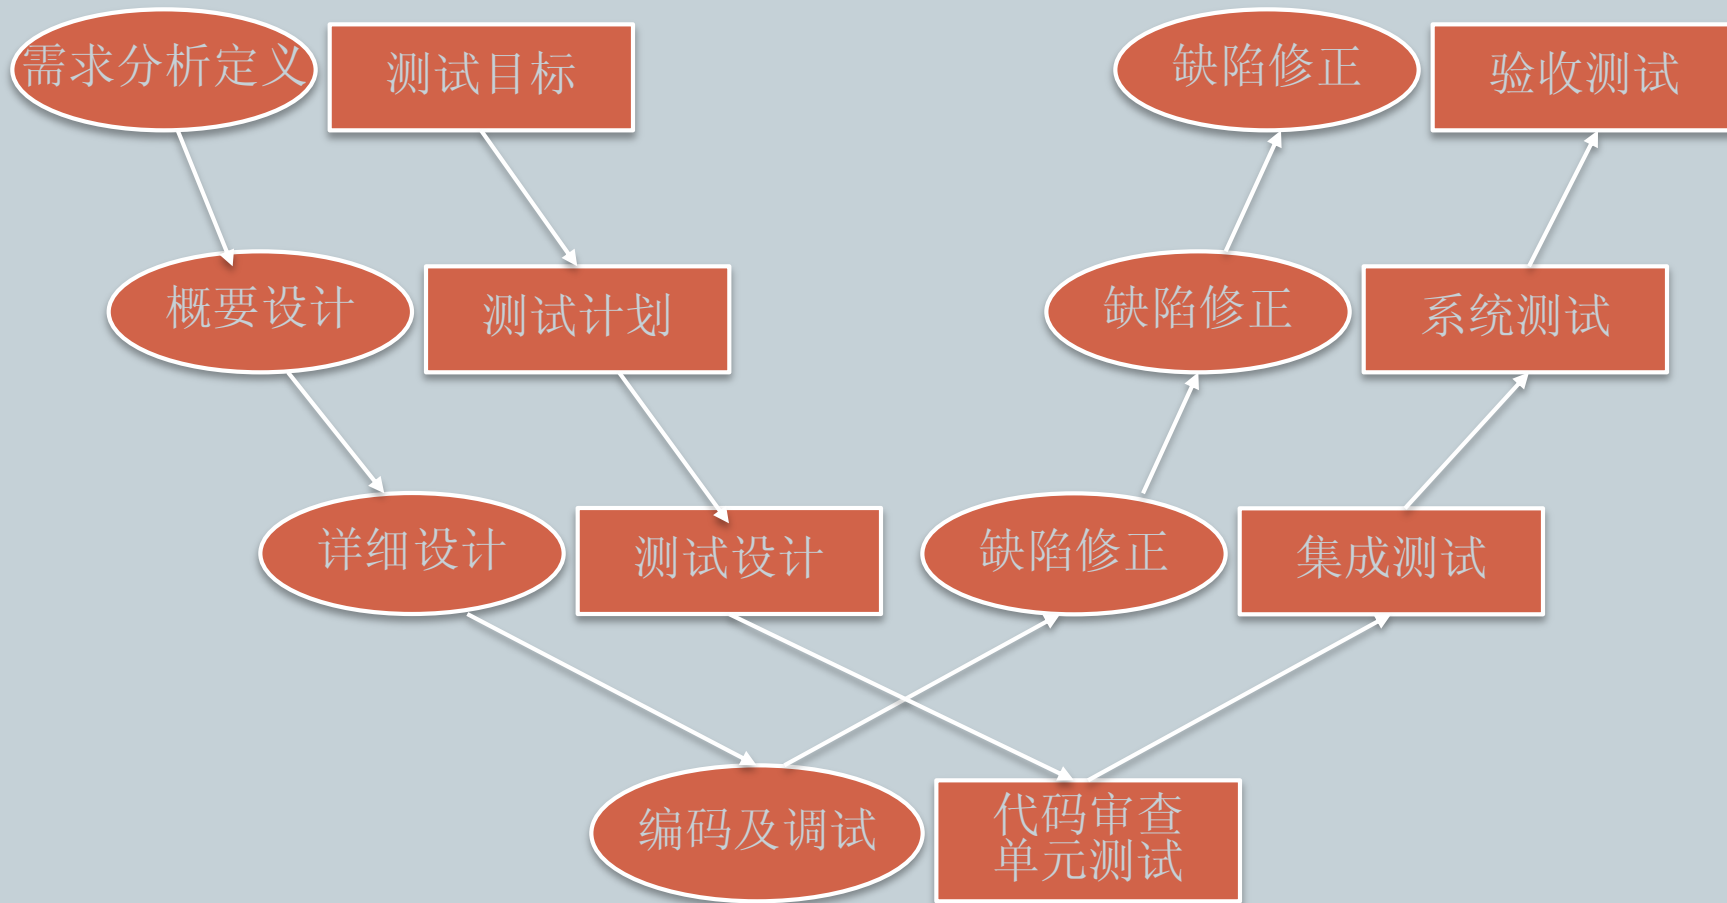 需求分析定义
测试目标
缺陷修正
验收测试
概要设计
测试计划
缺陷修正
系统测试
详细设计
测试设计
缺陷修正
集成测试
编码及调试
代码审查
单元测试